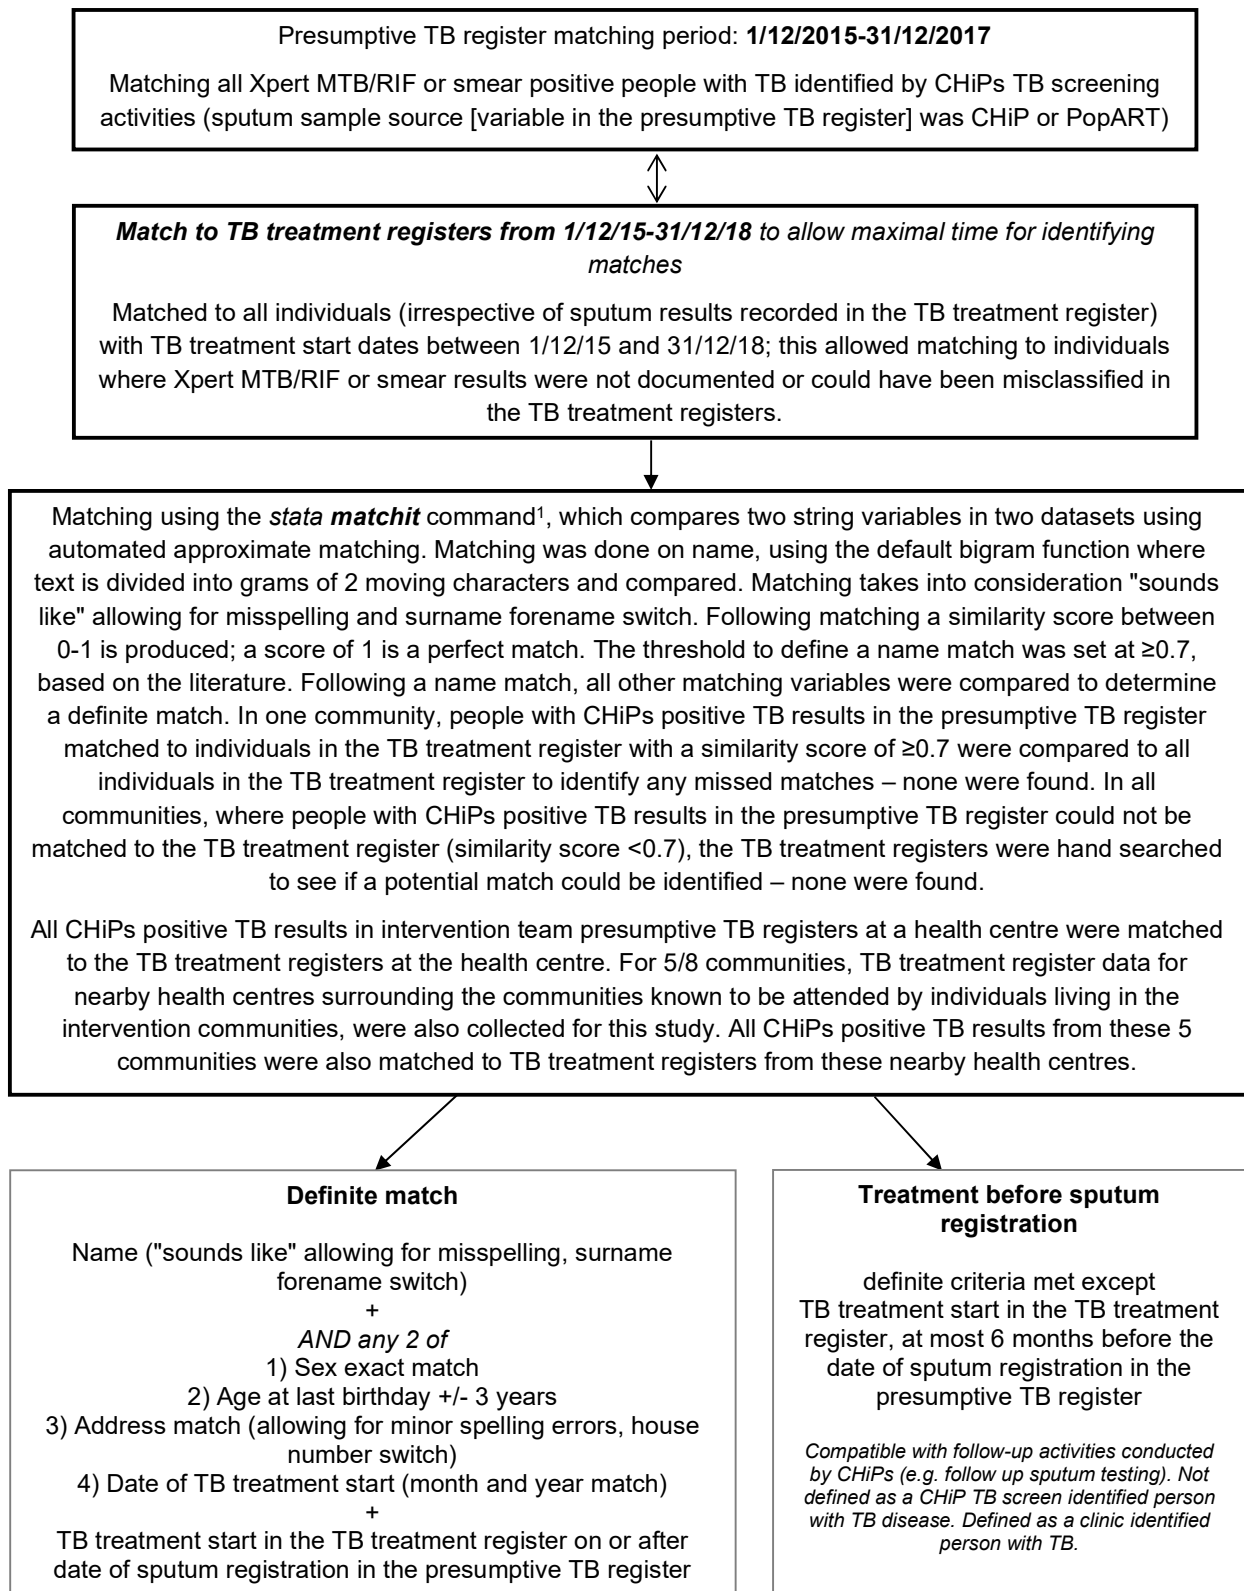 Presumptive TB register matching period: 1/12/2015-31/12/2017
Matching all Xpert MTB/RIF or smear positive people with TB identified by CHiPs TB screening
activities (sputum sample source [variable in the presumptive TB register] was CHiP or PopART)
Match to TB treatment registers from 1/12/15-31/12/18 to allow maximal time for identifying
matches
Matched to all individuals (irrespective of sputum results recorded in the TB treatment register)
with TB treatment start dates between 1/12/15 and 31/12/18; this allowed matching to individuals
where Xpert MTB/RIF or smear results were not documented or could have been misclassified in
the TB treatment registers.
Matching using the stata matchit command1, which compares two string variables in two datasets using
automated approximate matching. Matching was done on name, using the default bigram function where
text is divided into grams of 2 moving characters and compared. Matching takes into consideration "sounds
like" allowing for misspelling and surname forename switch. Following matching a similarity score between
0-1 is produced; a score of 1 is a perfect match. The threshold to define a name match was set at ≥0.7,
based on the literature. Following a name match, all other matching variables were compared to determine
a definite match. In one community, people with CHiPs positive TB results in the presumptive TB register
matched to individuals in the TB treatment register with a similarity score of ≥0.7 were compared to all
individuals in the TB treatment register to identify any missed matches – none were found. In all
communities, where people with CHiPs positive TB results in the presumptive TB register could not be
matched to the TB treatment register (similarity score <0.7), the TB treatment registers were hand searched
to see if a potential match could be identified – none were found.
All CHiPs positive TB results in intervention team presumptive TB registers at a health centre were matched
to the TB treatment registers at the health centre. For 5/8 communities, TB treatment register data for
nearby health centres surrounding the communities known to be attended by individuals living in the
intervention communities, were also collected for this study. All CHiPs positive TB results from these 5
communities were also matched to TB treatment registers from these nearby health centres.
Definite match
Name ("sounds like" allowing for misspelling, surname
forename switch)
+
AND any 2 of
1) Sex exact match
2) Age at last birthday +/- 3 years
3) Address match (allowing for minor spelling errors, house
number switch)
4) Date of TB treatment start (month and year match)
+
TB treatment start in the TB treatment register on or after
date of sputum registration in the presumptive TB register
Treatment before sputum
registration
definite criteria met except
TB treatment start in the TB treatment
register, at most 6 months before the
date of sputum registration in the
presumptive TB register
Compatible with follow-up activities conducted
by CHiPs (e.g. follow up sputum testing). Not
defined as a CHiP TB screen identified person
with TB disease. Defined as a clinic identified
person with TB.